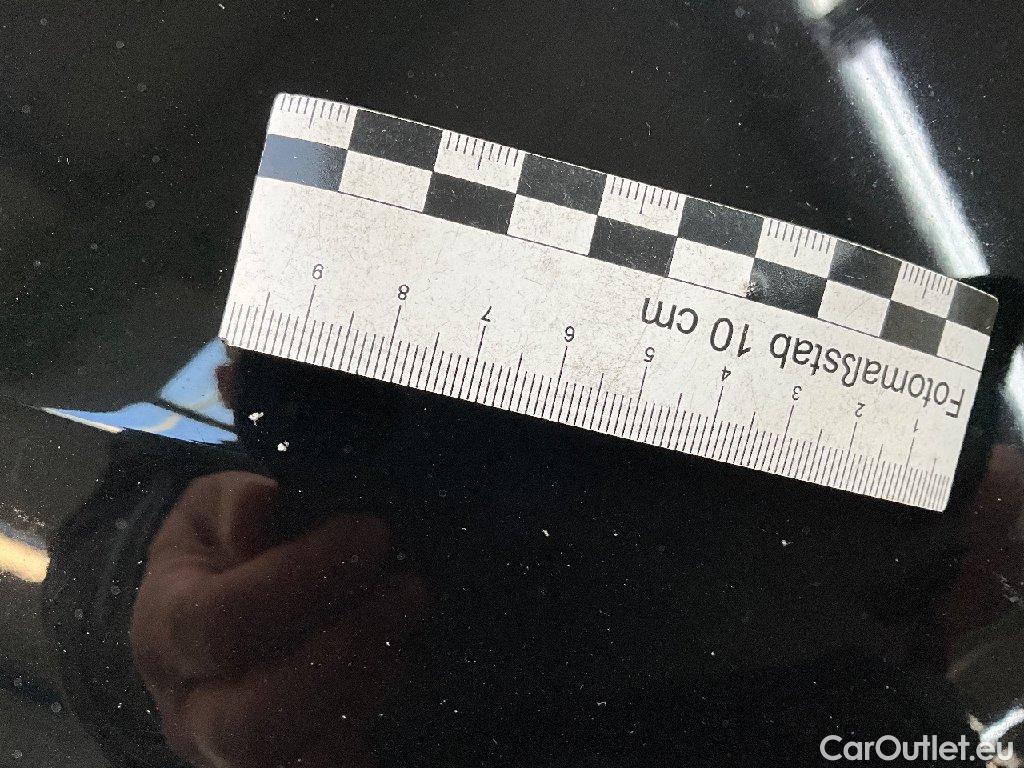 Fotomaßstab 10 cm
1 2 3 4 5 6 7 8 9
CarOutlet.eu